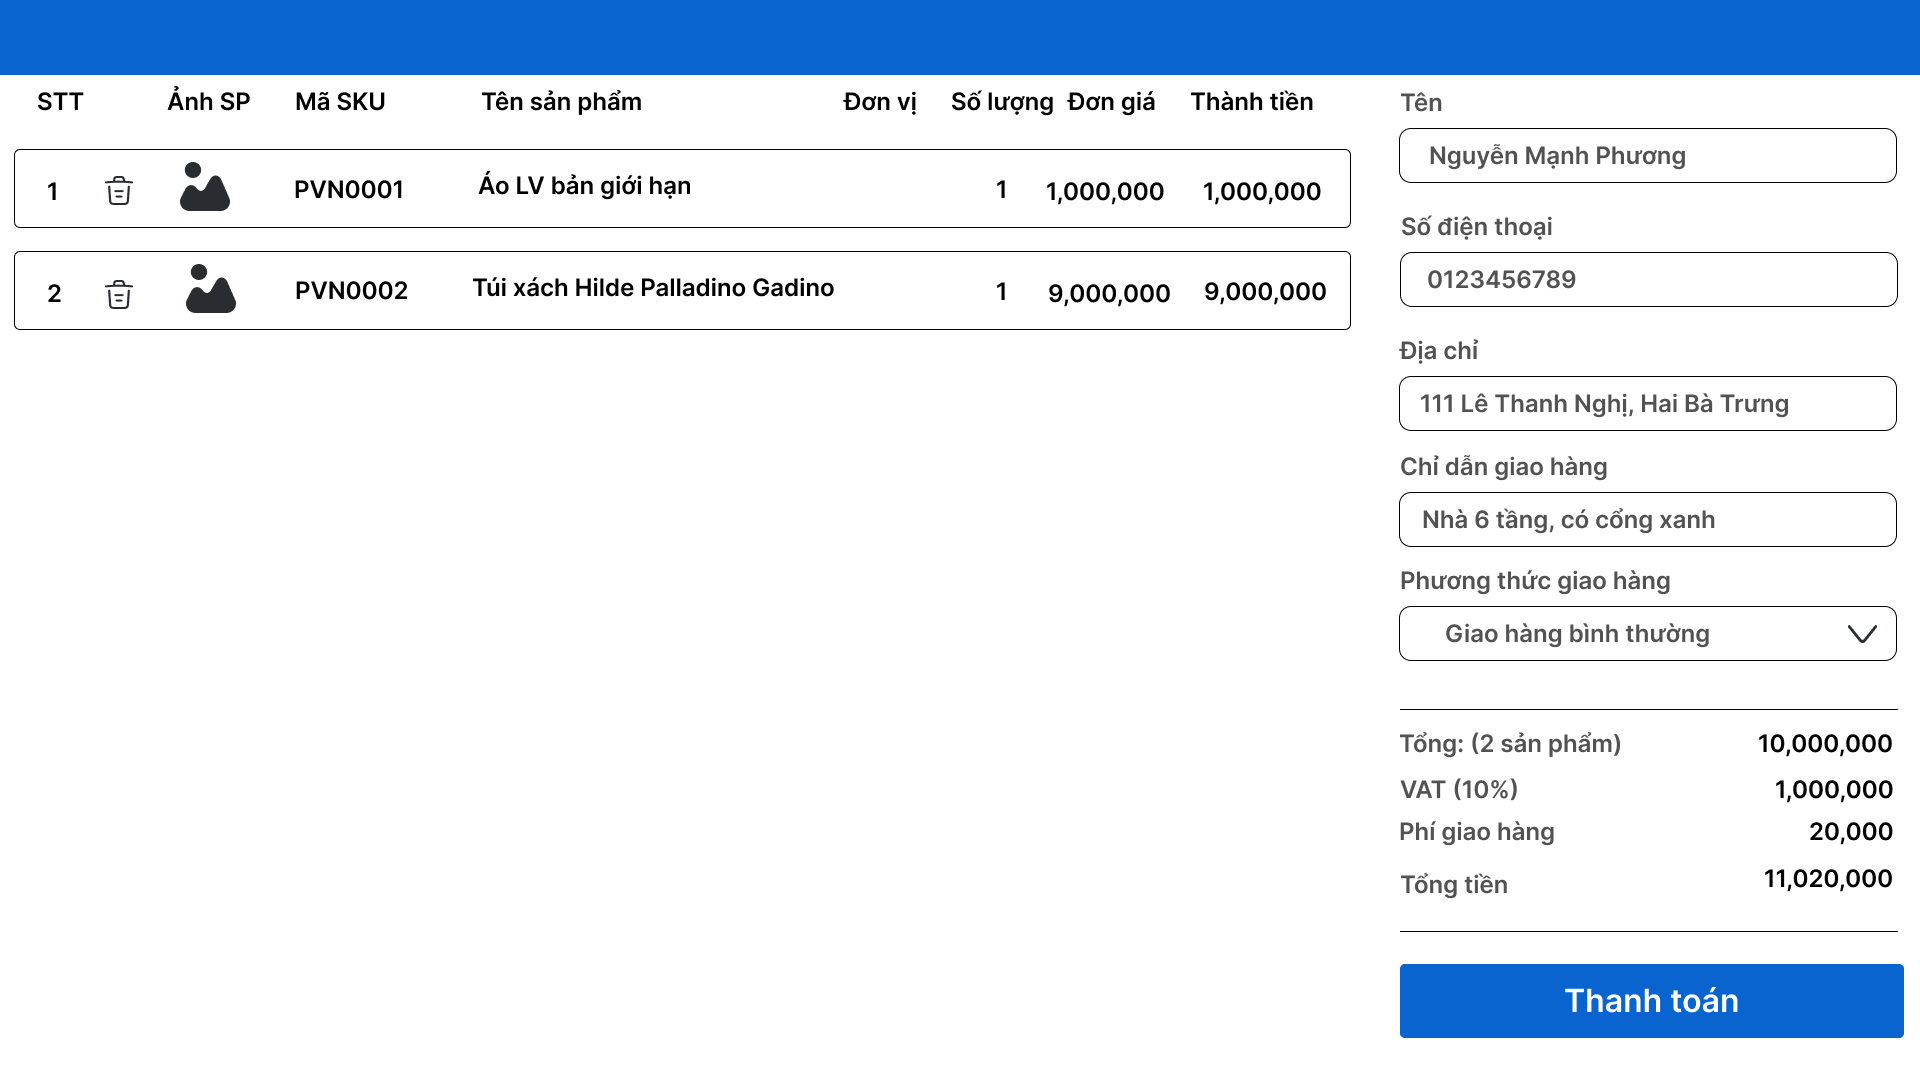 STT Ảnh SP Mã SKU Tên sản phẩm Đơn vị Số lượng Đơn giá Thành tiền
1 PVN0001 Áo LV bản giới hạn 1 1,000,000 1,000,000
2 PVN0002 Túi xách Hilde Palladino Gadino 1 9,000,000 9,000,000
Tên
Nguyễn Mạnh Phương
Số điện thoại
0123456789
Địa chỉ
111 Lê Thanh Nghị, Hai Bà Trưng
Chỉ dẫn giao hàng
Nhà 6 tầng, có cổng xanh
Phương thức giao hàng
Giao hàng bình thường
Tổng: (2 sản phẩm) 10,000,000
VAT (10%) 1,000,000
Phí giao hàng 20,000
Tổng tiền 11,020,000
Thanh toán